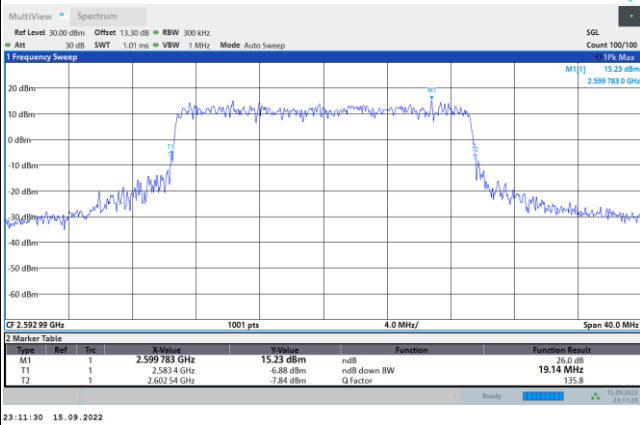 MultiView Spectrum
Ref Level 30.00 dBm Offset 13.30 dB RBW 300 kHz SGL
Att 30 dB SWT 1.01 ms VBW 1 MHz Mode Auto Sweep Count 100/100
1 Frequency Sweep 1Pk Max
M1[1] 15.23 dBm
2.599 783 0 GHz
M1
20 dBm
10 dBm
0 dBm
T1 T2
-10 dBm
-20 dBm
-30 dBm
-40 dBm
-50 dBm
-60 dBm
CF 2.592 99 GHz 1001 pts 4.0 MHz/ Span 40.0 MHz
2 Marker Table
Type Ref Trc X-Value Y-Value Function Function Result
M1 1 2.599 783 GHz 15.23 dBm ndB 26.0 dB
T1 1 2.583 4 GHz -6.88 dBm ndB down BW 19.14 MHz
T2 1 2.602 54 GHz -7.84 dBm Q Factor 135.8
Ready 15.09.2022
23:11:29
23:11:30 15.09.2022